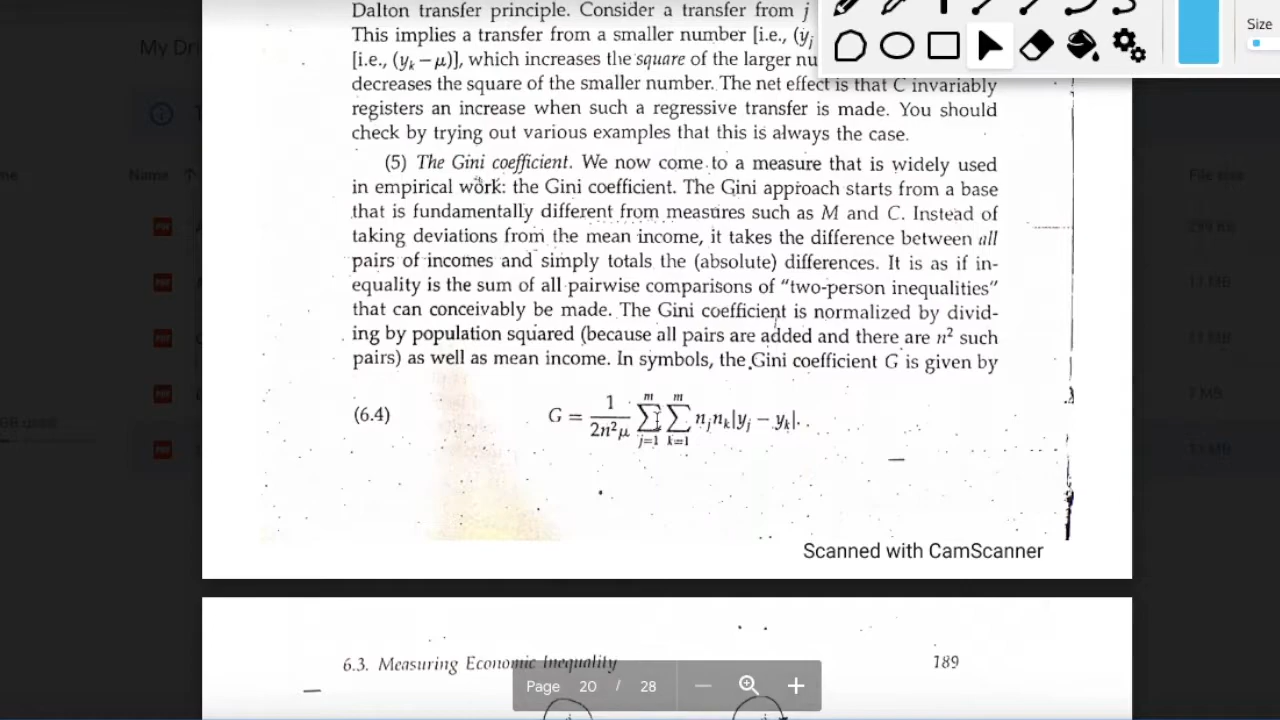 Dalton transfer principle. Consider a transfer from j
This implies a transfer from a smaller number [i.e., (yj
[i.e., (yk − μ)], which increases the square of the larger nu
decreases the square of the smaller number. The net effect is that C invariably
registers an increase when such a regressive transfer is made. You should
check by trying out various examples that this is always the case.
(5) The Gini coefficient. We now come to a measure that is widely used
in empirical work: the Gini coefficient. The Gini approach starts from a base
that is fundamentally different from measures such as M and C. Instead of
taking deviations from the mean income, it takes the difference between all
pairs of incomes and simply totals the (absolute) differences. It is as if in-
equality is the sum of all pairwise comparisons of "two-person inequalities"
that can conceivably be made. The Gini coefficient is normalized by divid-
ing by population squared (because all pairs are added and there are n² such
pairs) as well as mean income. In symbols, the Gini coefficient G is given by
(6.4) G = 1/2n²μ m∑j=1 m∑k=1 njnk|yj − yk|.
Scanned with CamScanner
6.3. Measuring Economic Inequality 189
Page 20 / 28
My Dri
Name
File size
Size